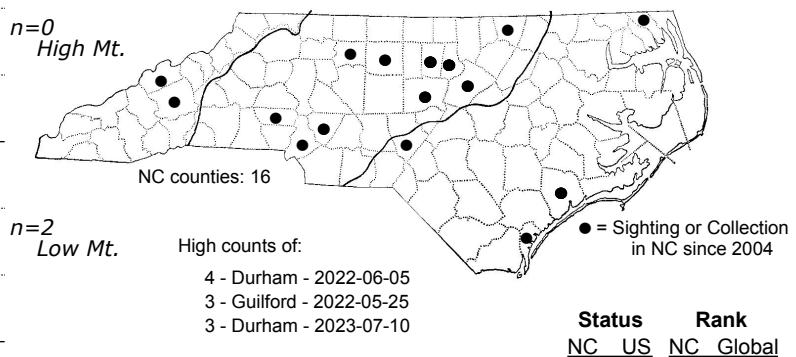 n=0
High Mt.
NC counties: 16
n=2
Low Mt.
High counts of:
4 - Durham - 2022-06-05
3 - Guilford - 2022-05-25
3 - Durham - 2023-07-10
● = Sighting or Collection
in NC since 2004
Status Rank
NC US NC Global